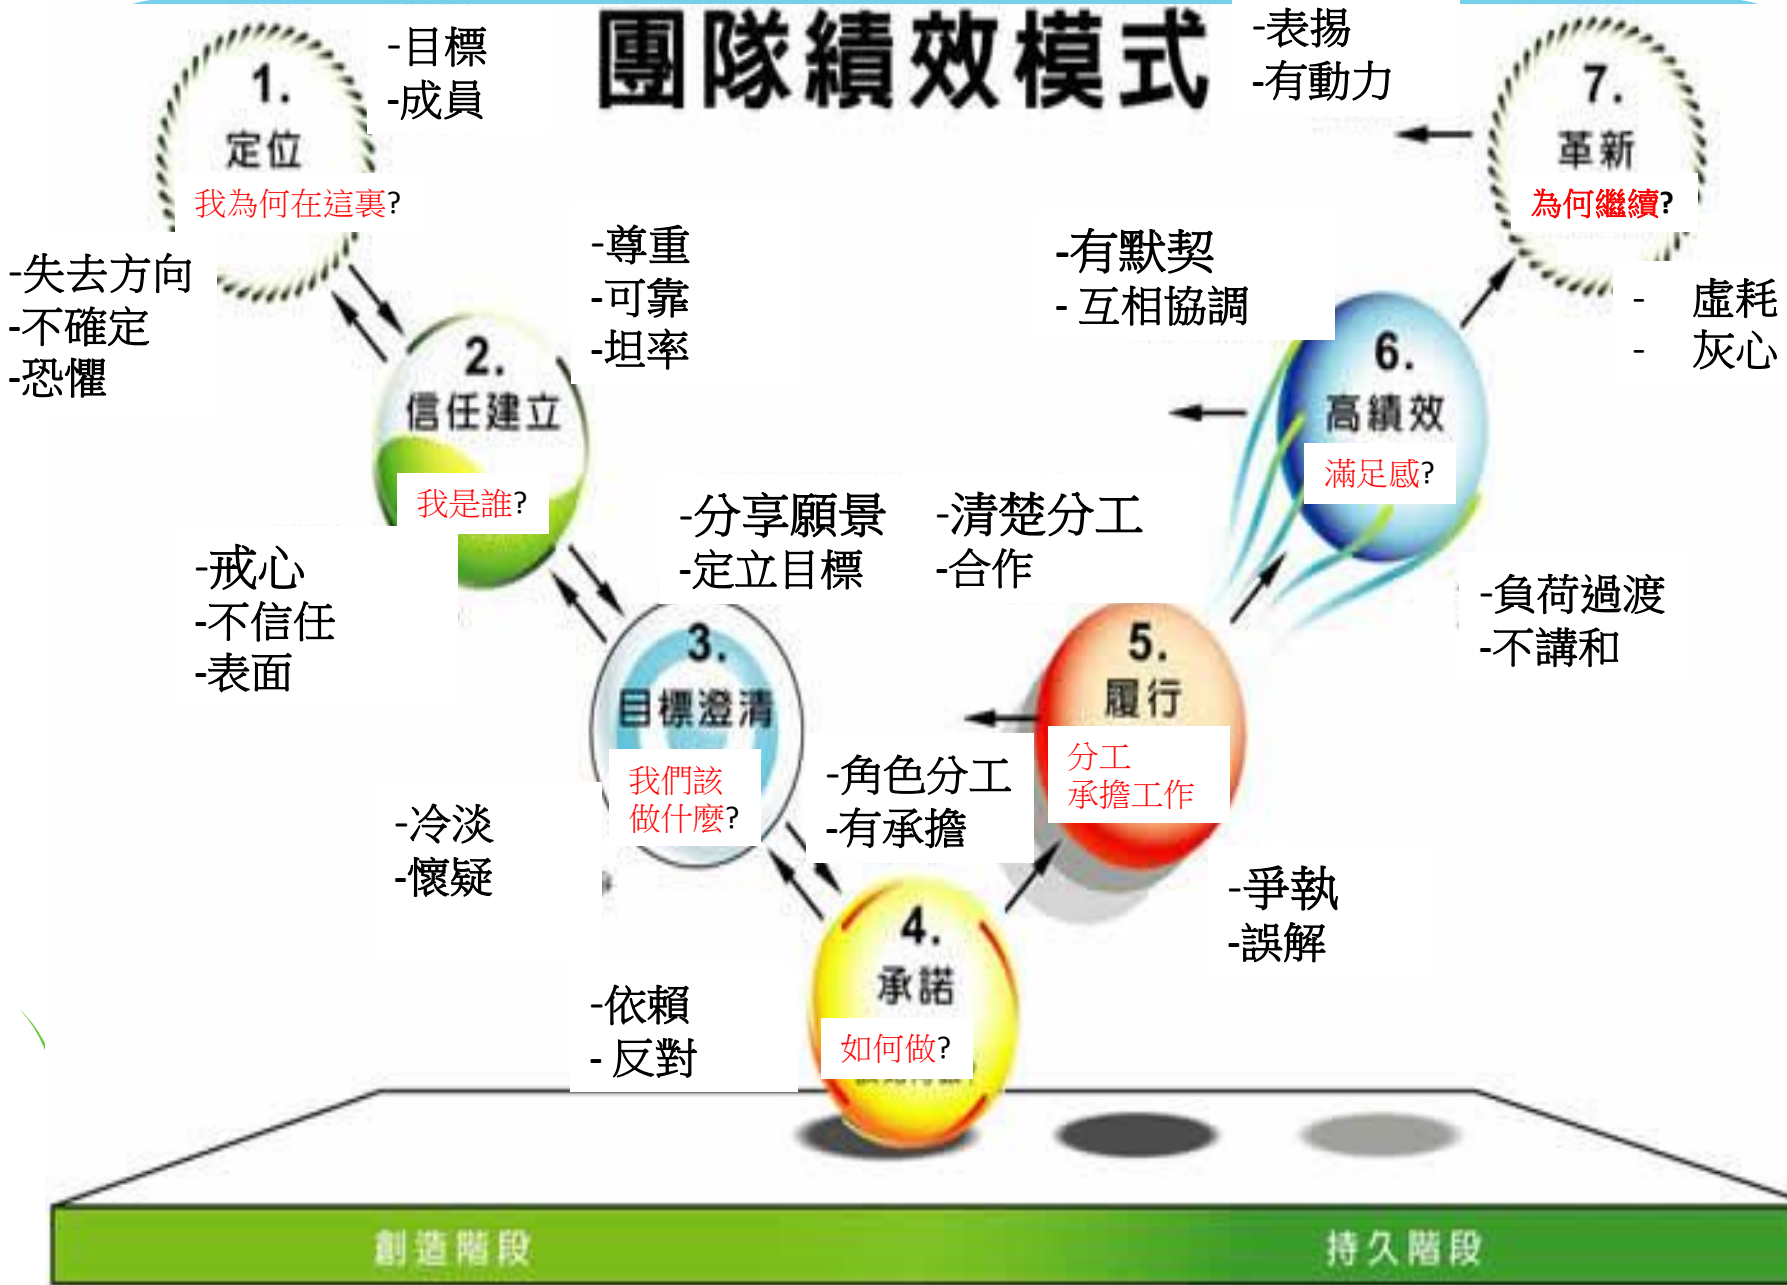 團隊績效模式
1.
定位
我為何在這裏?
-目標
-成員
-失去方向
-不確定
-恐懼
2.
信任建立
我是誰?
-尊重
-可靠
-坦率
-戒心
-不信任
-表面
3.
目標澄清
我們該
做什麼?
-分享願景
-定立目標
-冷淡
-懷疑
4.
承諾
如何做?
-角色分工
-有承擔
-依賴
- 反對
5.
履行
分工
承擔工作
-清楚分工
-合作
-爭執
-誤解
6.
高績效
滿足感?
-有默契
- 互相協調
-負荷過渡
-不講和
7.
革新
為何繼續?
-表揚
-有動力
- 虛耗
- 灰心
創造階段
持久階段